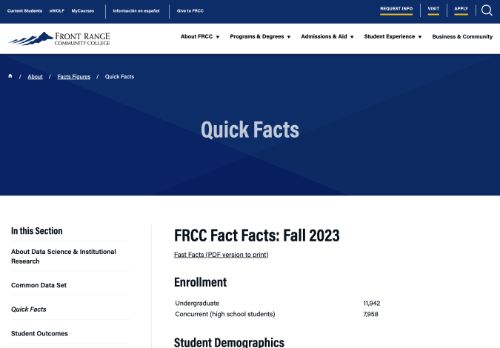 Current Students eWOLF MyCourses Información en español Give to FRCC REQUEST INFO VISIT APPLY
FRONT RANGE
COMMUNITY COLLEGE
About FRCC Programs & Degrees Admissions & Aid Student Experience Business & Community
/ About / Facts Figures / Quick Facts
Quick Facts
In this Section
About Data Science & Institutional
Research
Common Data Set
Quick Facts
Student Outcomes
FRCC Fact Facts: Fall 2023
Fast Facts (PDF version to print)
Enrollment
Undergraduate 11,942
Concurrent (high school students) 7,958
Student Demographics